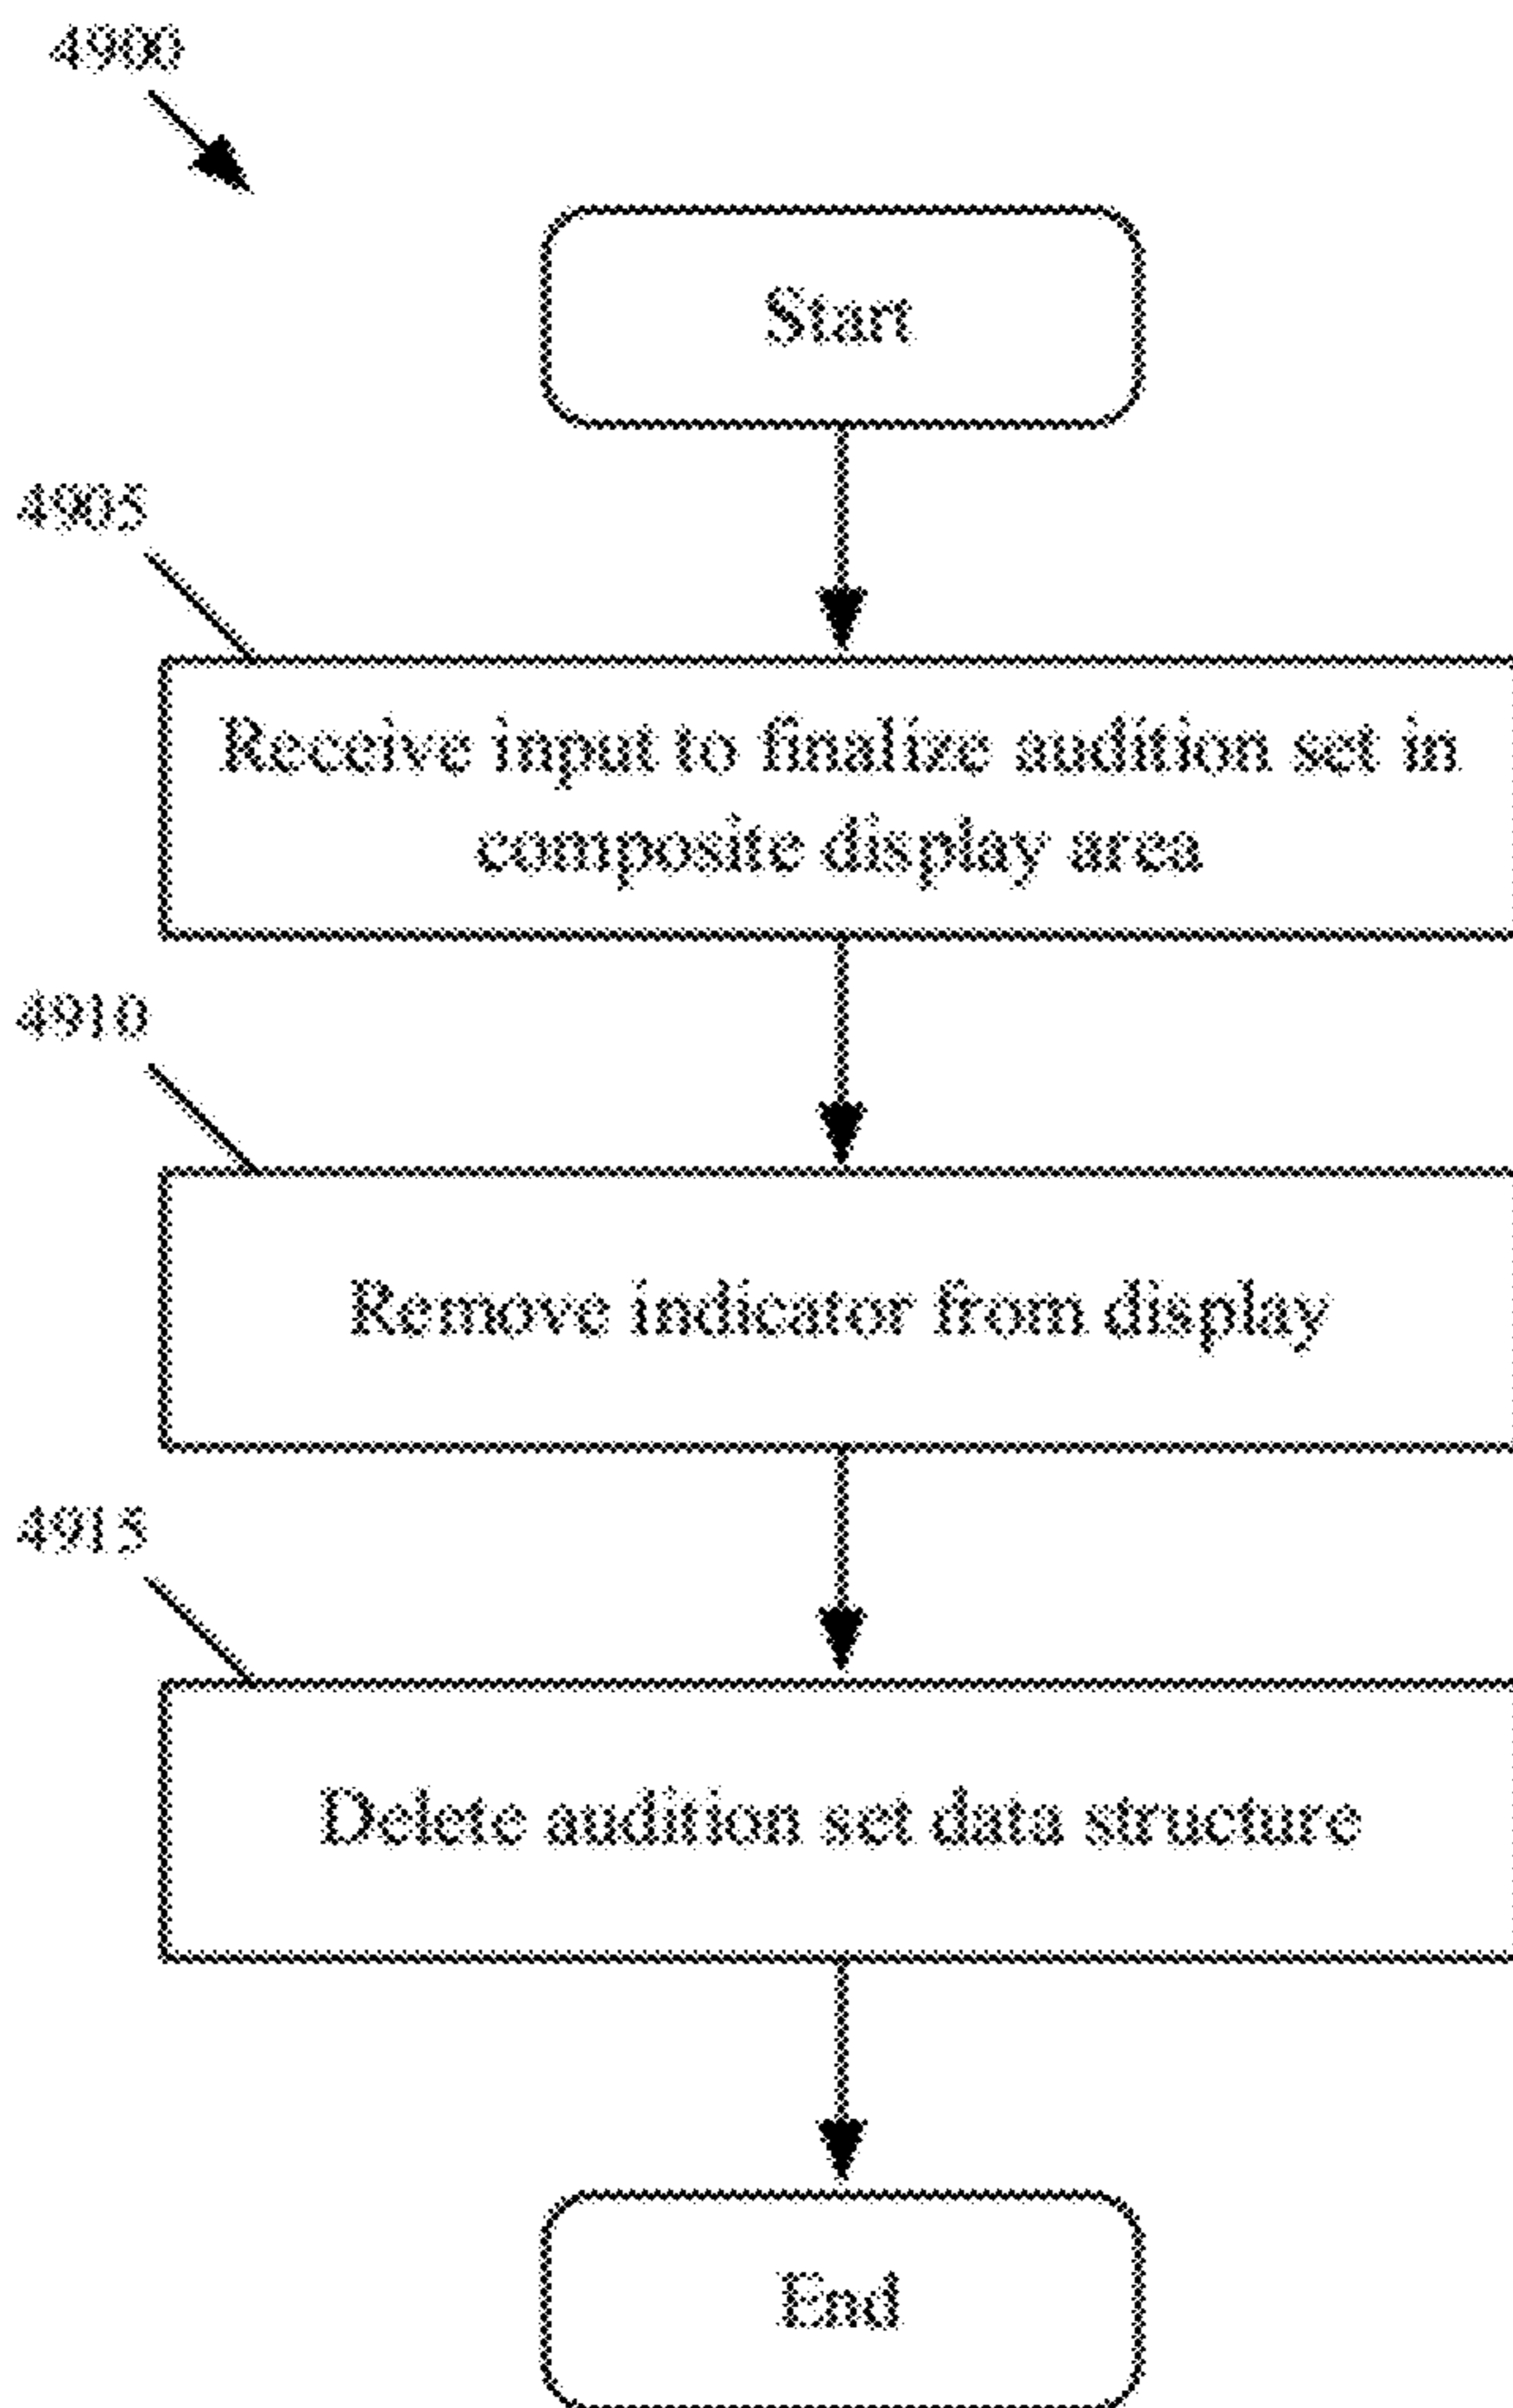 4900
Start
4905
Receive input to finalize audition set in
composite display area
4910
Remove indicator from display
4915
Delete audition set data structure
End